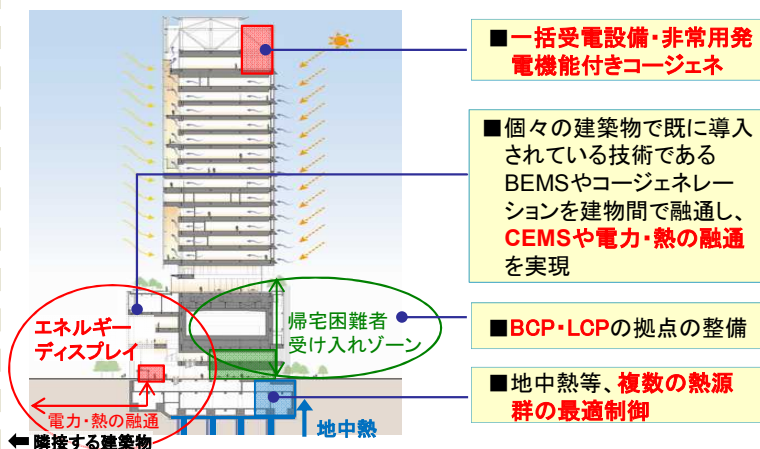 ■一括受電設備・非常用発
電機能付きコージェネ
■個々の建築物で既に導入
されている技術である
BEMSやコージェネレー
ションを建物間で融通し、
CEMSや電力・熱の融通
を実現
エネルギー
ディスプレイ
帰宅困難者
受け入れゾーン
■BCP・LCPの拠点の整備
■地中熱等、複数の熱源
群の最適制御
電力・熱の融通
地中熱
⬅ 隣接する建築物